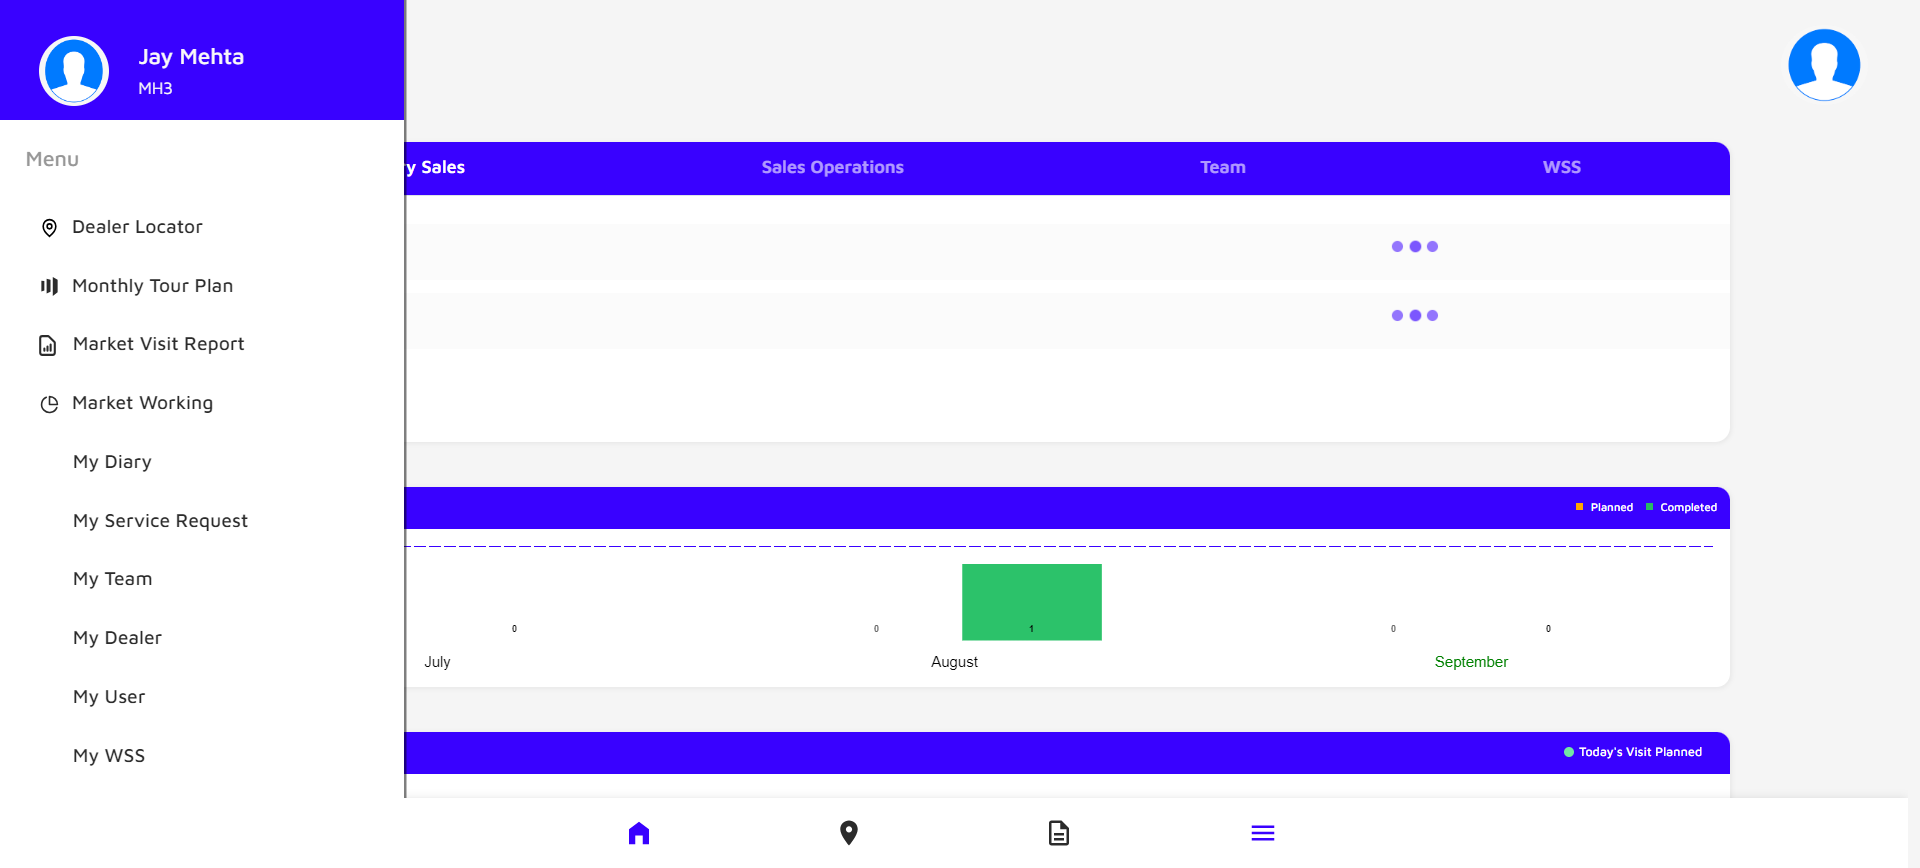 Jay Mehta
MH3
Menu
Dealer Locator
Monthly Tour Plan
Market Visit Report
Market Working
My Diary
My Service Request
My Team
My Dealer
My User
My WSS
y Sales Sales Operations Team WSS
Planned Completed
0 0 1 0 0
July August September
Today's Visit Planned